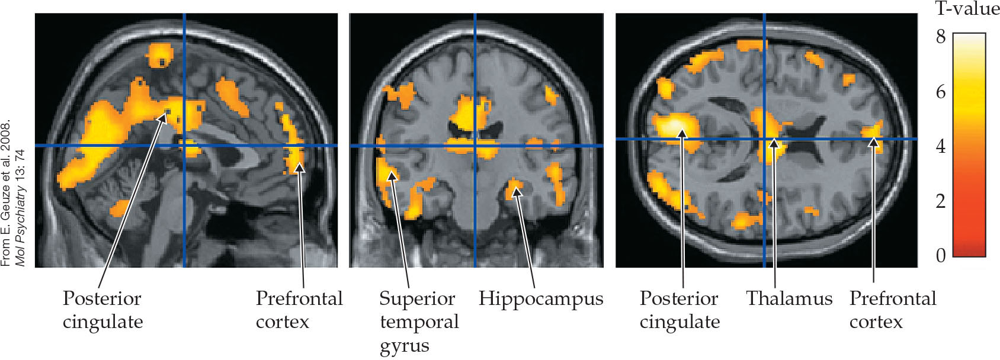 From E. Geuze et al. 2008.
Mol Psychiatry 13: 74
T-value
8
6
4
2
0
Posterior
cingulate
Prefrontal
cortex
Superior
temporal
gyrus
Hippocampus
Posterior
cingulate
Thalamus
Prefrontal
cortex